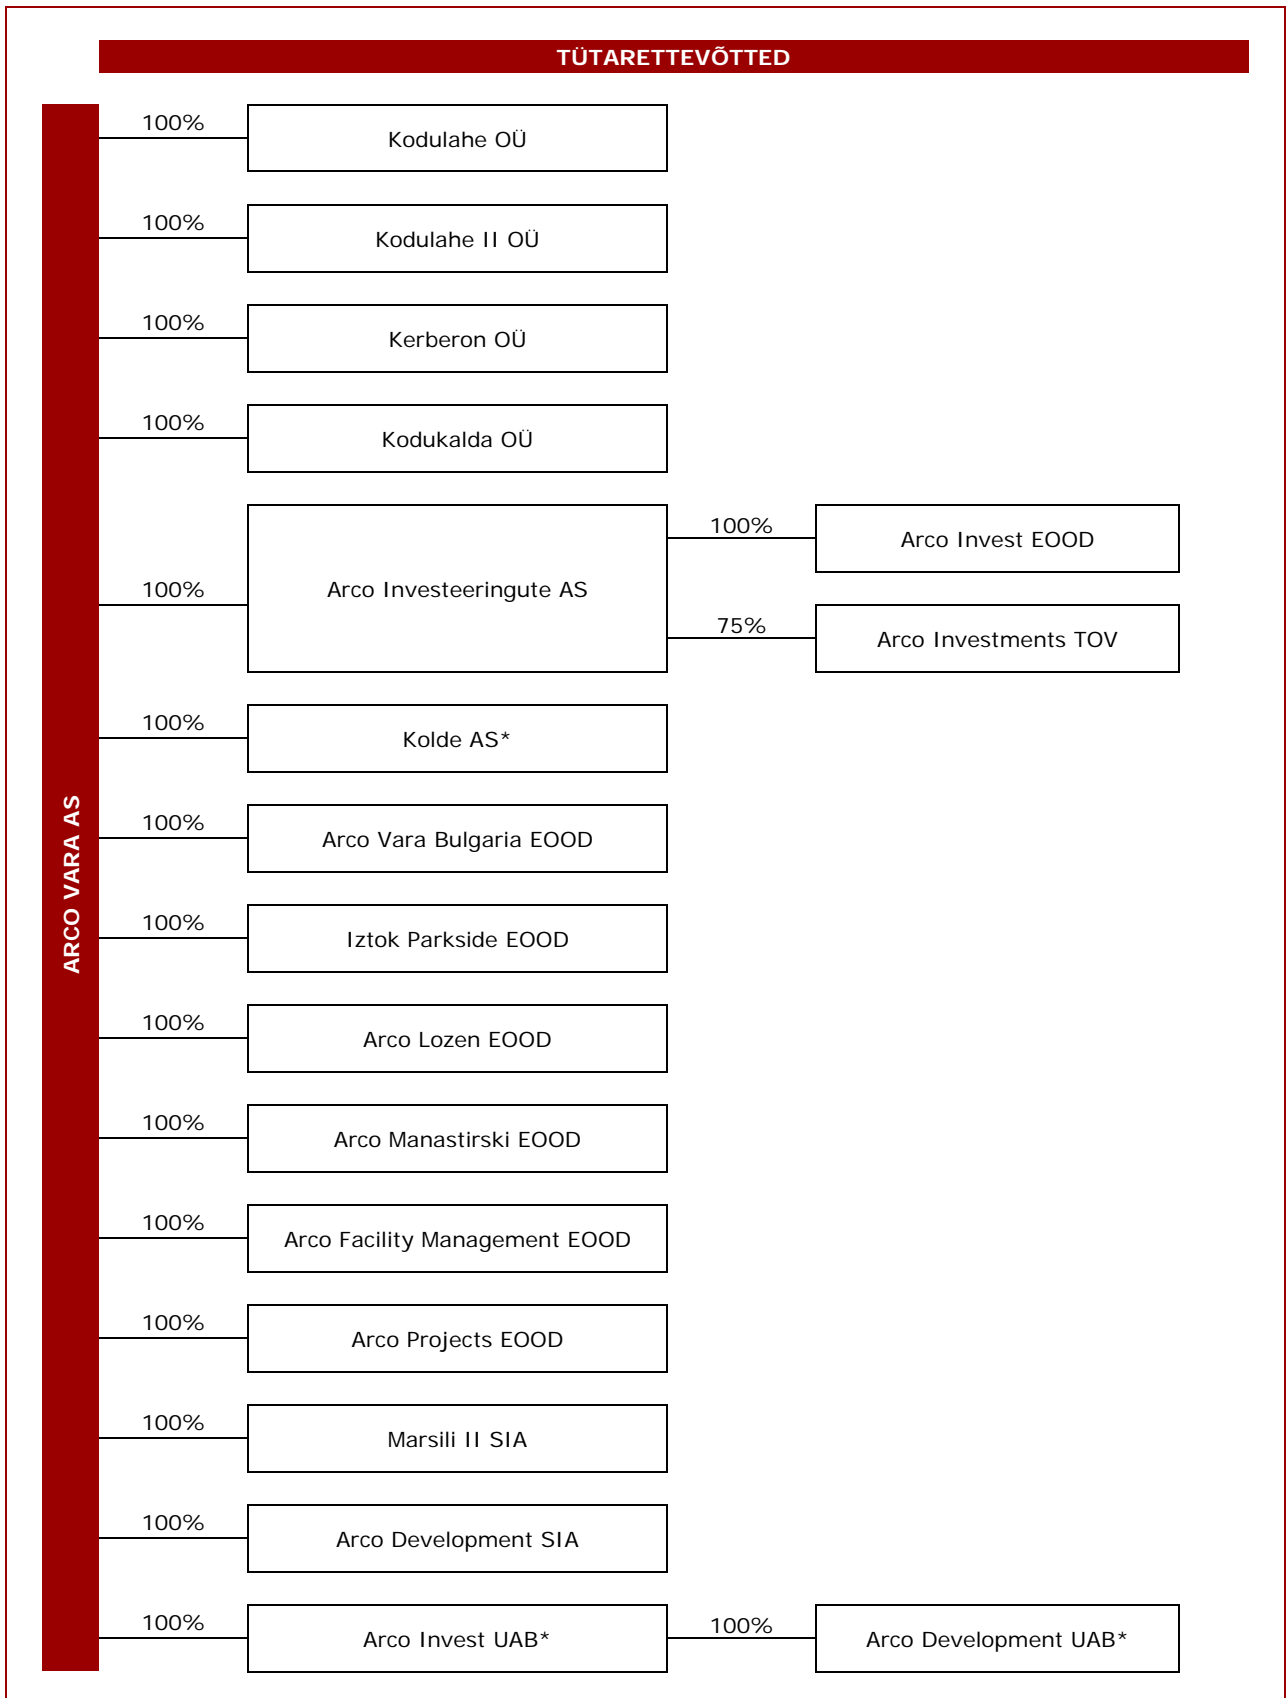 TÜTARETTEVÕTTED
ARCO VARA AS
100%
Kodulahe OÜ
100%
Kodulahe II OÜ
100%
Kerberon OÜ
100%
Kodukalda OÜ
100%
Arco Investeeringute AS
100%
Arco Invest EOOD
75%
Arco Investments TOV
100%
Kolde AS*
100%
Arco Vara Bulgaria EOOD
100%
Iztok Parkside EOOD
100%
Arco Lozen EOOD
100%
Arco Manastirski EOOD
100%
Arco Facility Management EOOD
100%
Arco Projects EOOD
100%
Marsili II SIA
100%
Arco Development SIA
100%
Arco Invest UAB*
100%
Arco Development UAB*